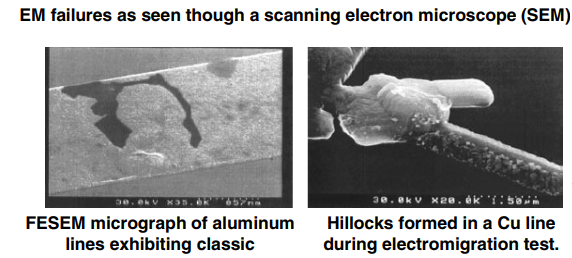 EM failures as seen though a scanning electron microscope (SEM)
30.0kV X35.0K 857nm
30.0kV X20.0K 1.50µm
FESEM micrograph of aluminum
lines exhibiting classic
Hillocks formed in a Cu line
during electromigration test.